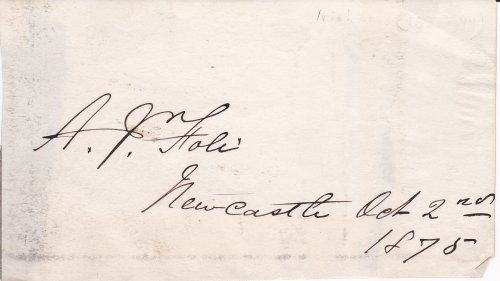 A. J. Foli
Newcastle Oct 2nd
1875